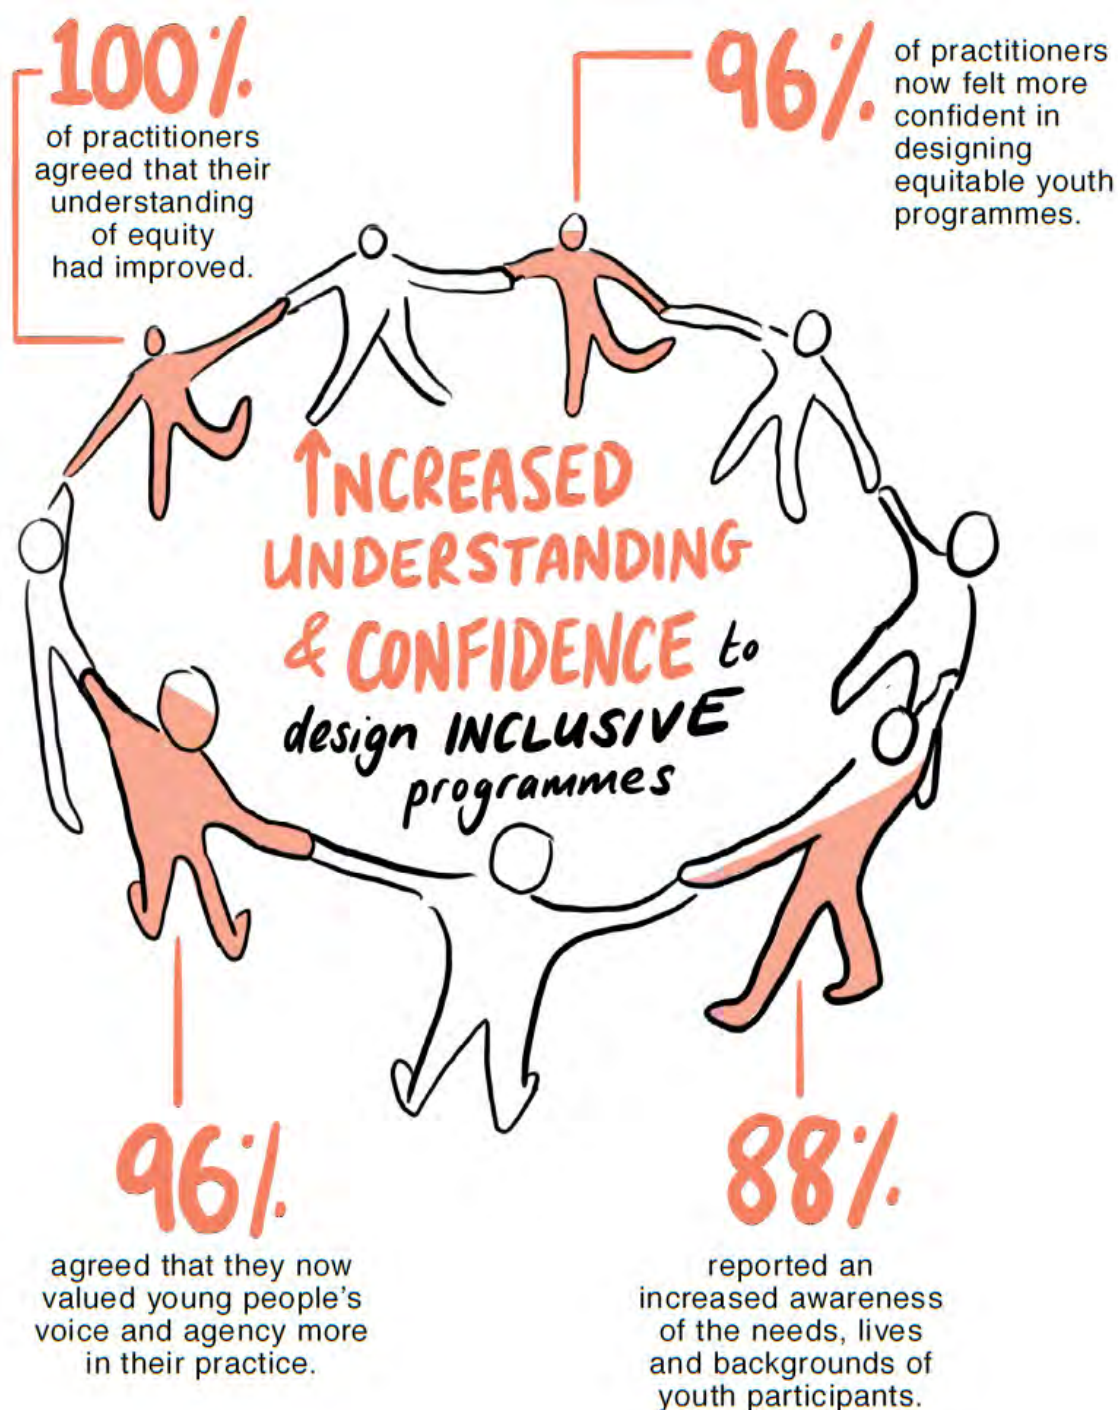 100%
of practitioners
agreed that their
understanding
of equity
had improved.
96%
of practitioners
now felt more
confident in
designing
equitable youth
programmes.
INCREASED
UNDERSTANDING
& CONFIDENCE to
design INCLUSIVE
programmes
96%
agreed that they now
valued young people's
voice and agency more
in their practice.
88%
reported an
increased awareness
of the needs, lives
and backgrounds of
youth participants.